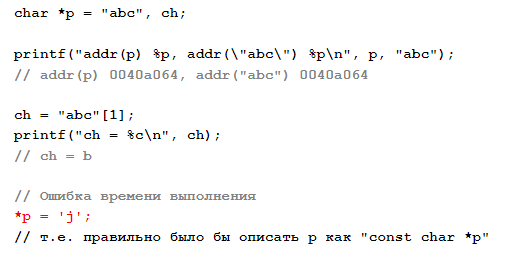 char *p = "abc", ch;
printf("addr(p) %p, addr(\"abc\") %p\n", p, "abc");
// addr(p) 0040a064, addr("abc") 0040a064
ch = "abc"[1];
printf("ch = %c\n", ch);
// ch = b
// Ошибка времени выполнения
*p = 'j';
// т.е. правильно было бы описать p как "const char *p"